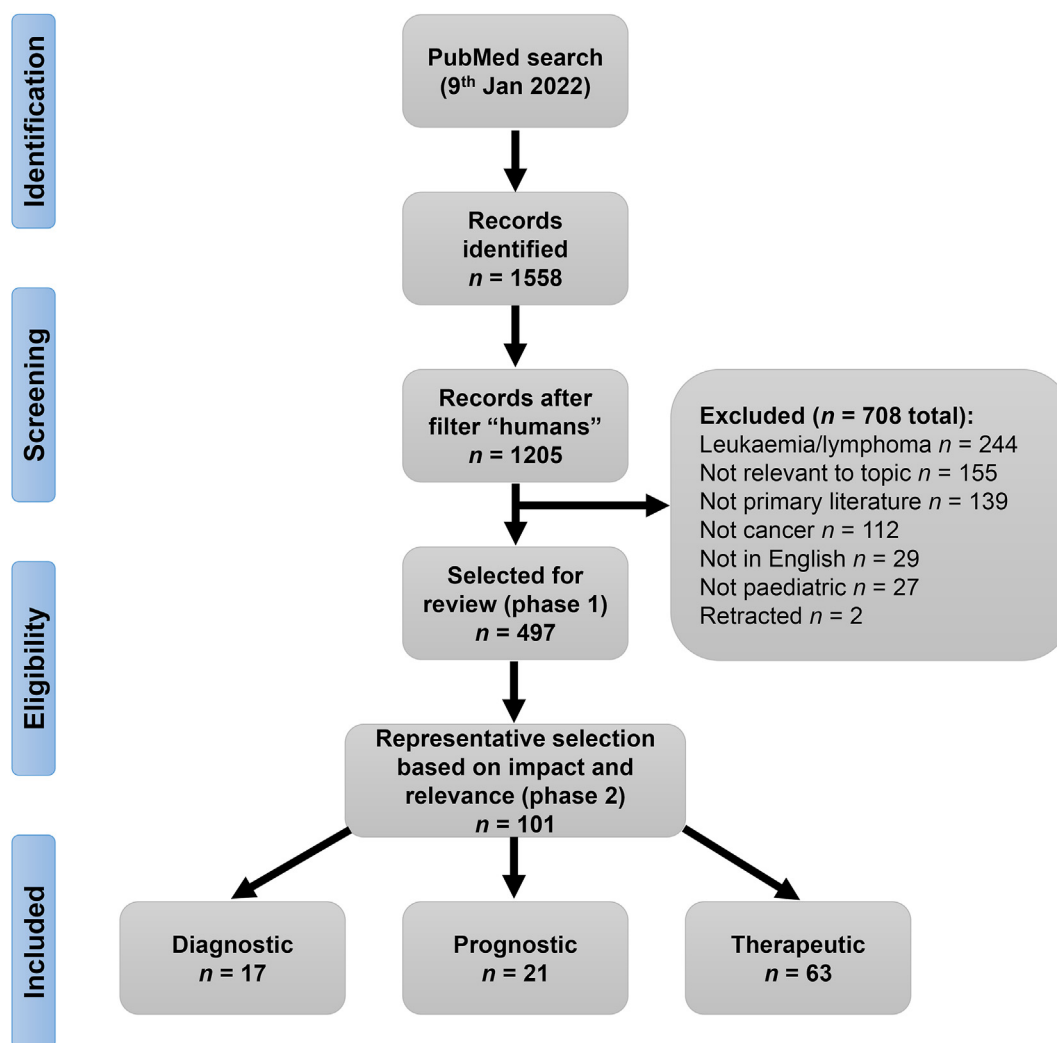 Identification
PubMed search
(9th Jan 2022)
Records
identified
n = 1558
Screening
Records after
filter “humans”
n = 1205
Excluded (n = 708 total):
Leukaemia/lymphoma n = 244
Not relevant to topic n = 155
Not primary literature n = 139
Not cancer n = 112
Not in English n = 29
Not paediatric n = 27
Retracted n = 2
Eligibility
Selected for
review (phase 1)
n = 497
Representative selection
based on impact and
relevance (phase 2)
n = 101
Included
Diagnostic
n = 17
Prognostic
n = 21
Therapeutic
n = 63